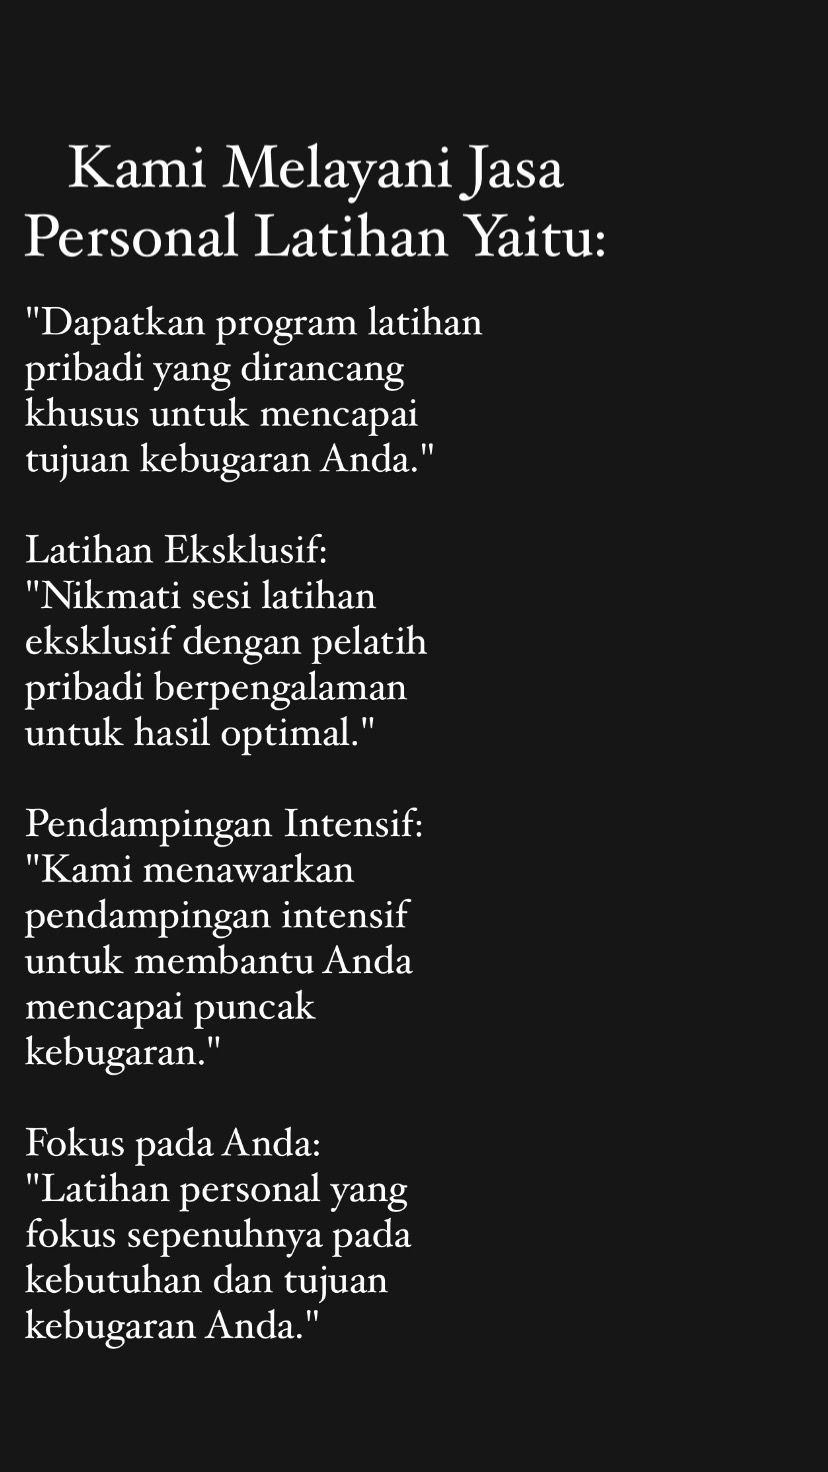 Kami Melayani Jasa
Personal Latihan Yaitu:
"Dapatkan program latihan
pribadi yang dirancang
khusus untuk mencapai
tujuan kebugaran Anda."
Latihan Eksklusif:
"Nikmati sesi latihan
eksklusif dengan pelatih
pribadi berpengalaman
untuk hasil optimal."
Pendampingan Intensif:
"Kami menawarkan
pendampingan intensif
untuk membantu Anda
mencapai puncak
kebugaran."
Fokus pada Anda:
"Latihan personal yang
fokus sepenuhnya pada
kebutuhan dan tujuan
kebugaran Anda."